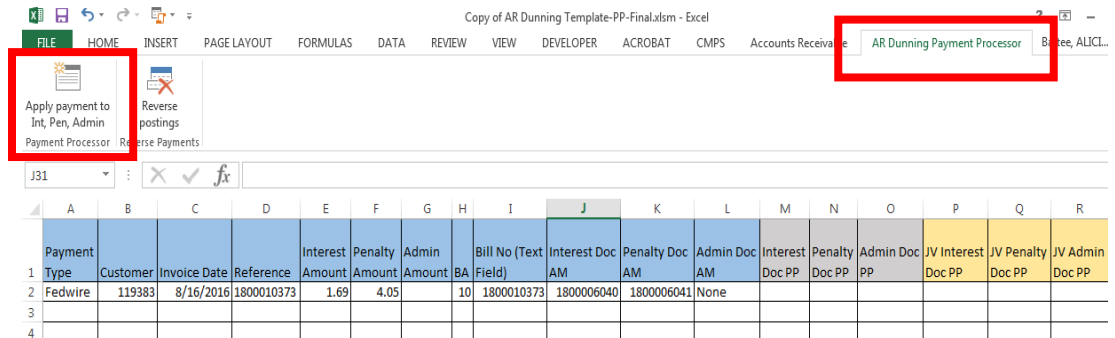 Copy of AR Dunning Template-PP-Final.xlsm - Excel ?
FILE HOME INSERT PAGE LAYOUT FORMULAS DATA REVIEW VIEW DEVELOPER ACROBAT CMPS Accounts Receivable AR Dunning Payment Processor ALICI...
Apply payment to Reverse
Int, Pen, Admin postings
Payment Processor Reverse Payments
J31 fx
A B C D E F G H I J K L M N O P Q R
Payment Interest Penalty Admin Bill No (Text Interest Doc Penalty Doc Admin Doc Interest Penalty Admin Doc JV Interest JV Penalty JV Admin
1 Type Customer Invoice Date Reference Amount Amount Amount BA Field) AM AM AM Doc PP Doc PP PP Doc PP Doc PP Doc PP
2 Fedwire 119383 8/16/2016 1800010373 1.69 4.05 10 1800010373 1800006040 1800006041 None
3
4